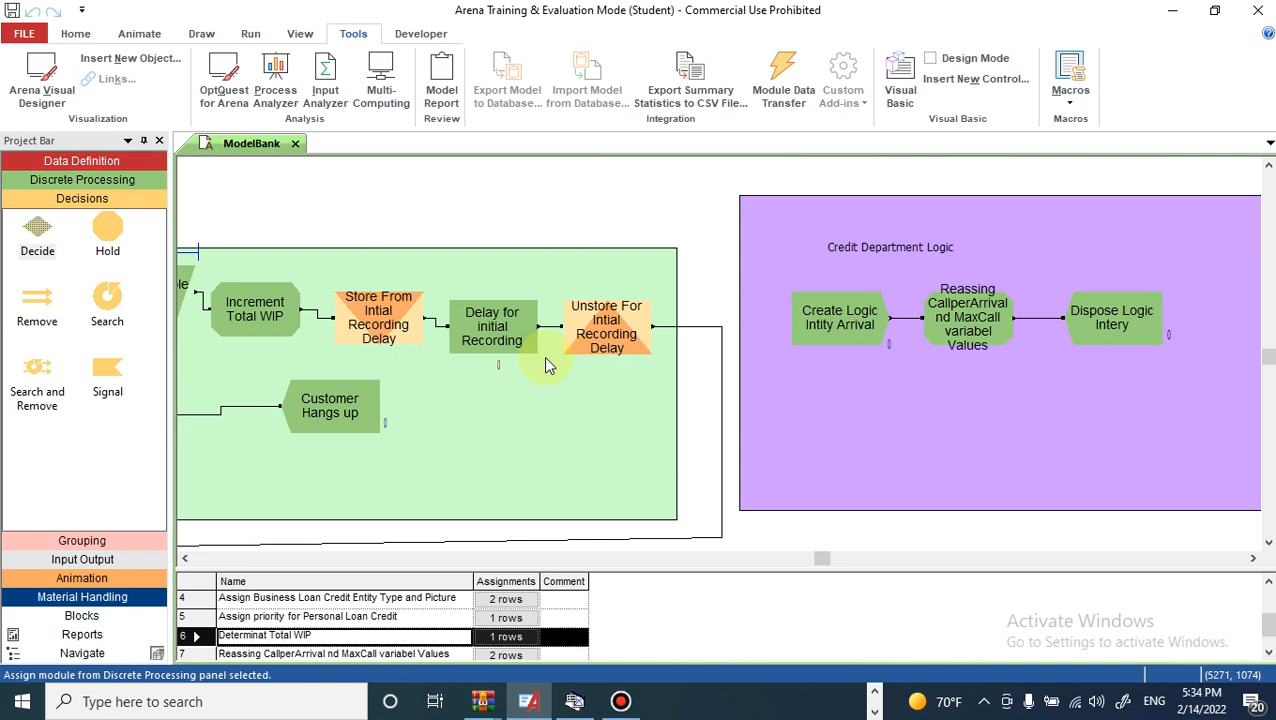 Arena Training & Evaluation Mode (Student) - Commercial Use Prohibited
FILE Home Animate Draw Run View Tools Developer
Arena Visual Designer
Insert New Object...
Links...
Visualization
OptQuest for Arena
Process Analyzer
Input Analyzer
Multi-Computing
Analysis
Model Report
Review
Export Model to Database...
Import Model from Database...
Export Summary Statistics to CSV File...
Module Data Transfer
Custom Add-ins
Integration
Visual Basic
Design Mode
Insert New Control...
Visual Basic
Macros
Macros
Project Bar
ModelBank
Data Definition
Discrete Processing
Decisions
Decide
Hold
Remove
Search
Search and Remove
Signal
Grouping
Input Output
Animation
Material Handling
Blocks
Reports
Navigate
Increment
Total WIP
Store From
Intial
Recording
Delay
Delay for
initial
Recording
Unstore For
Intial
Recording
Delay
Customer
Hangs up
Credit Department Logic
Create Logic
Intity Arrival
Reassing
CallperArrival
nd MaxCall
variabel
Values
Dispose Logic
Intery
Name Assignments Comment
4 Assign Business Loan Credit Entity Type and Picture 2 rows
5 Assign priority for Personal Loan Credit 1 rows
6 Determinat Total WIP 1 rows
7 Reassing CallperArrival nd MaxCall variabel Values 2 rows
Activate Windows
Go to Settings to activate Windows.
Assign module from Discrete Processing panel selected.
(5271, 1074)
Type here to search
70°F
ENG
5:34 PM
2/14/2022
20